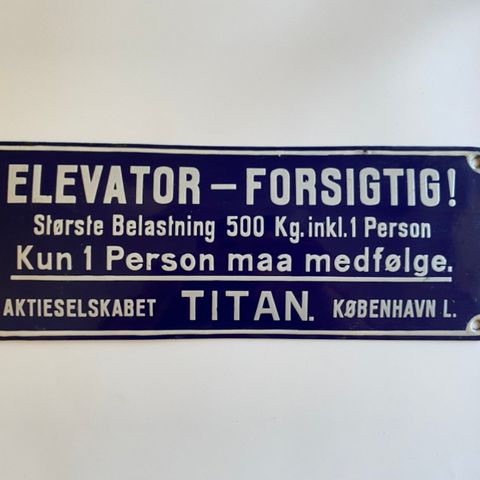 ELEVATOR – FORSIGTIG!
Største Belastning 500 Kg. inkl. 1 Person
Kun 1 Person maa medfølge.
AKTIESELSKABET TITAN. KØBENHAVN L.